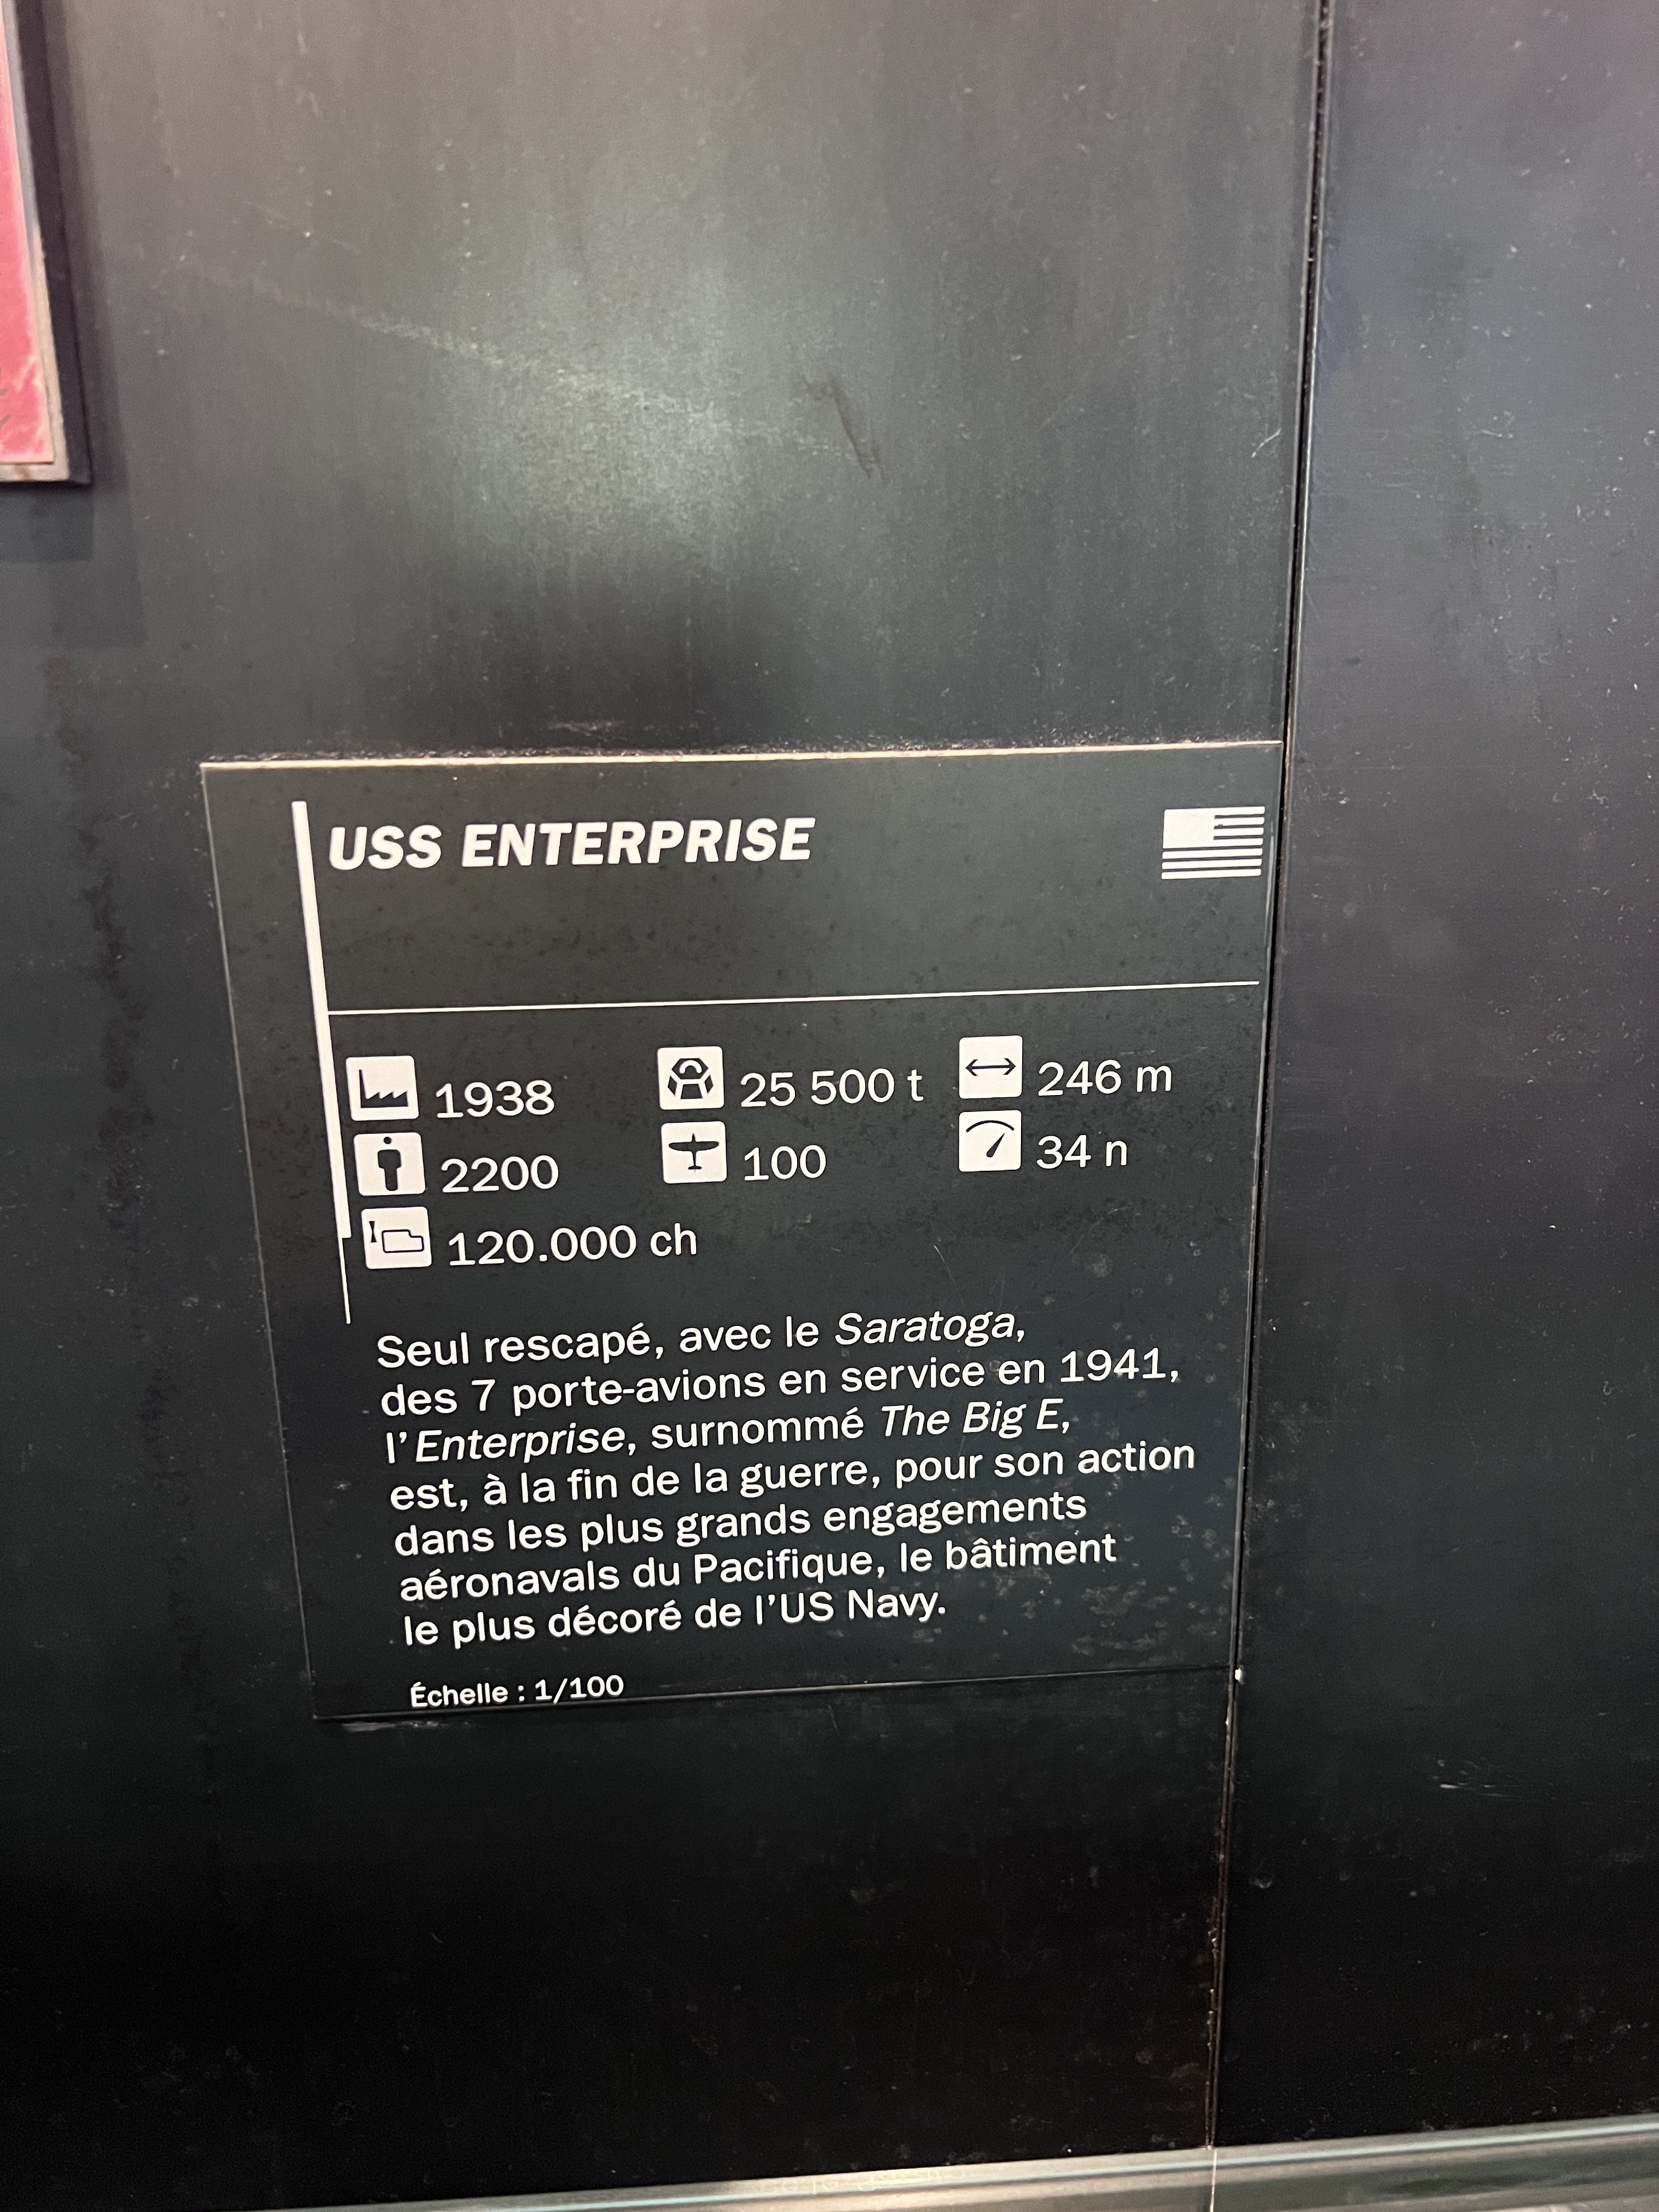 USS ENTERPRISE
1938 25 500 t 246 m
2200 100 34 n
120.000 ch
Seul rescapé, avec le Saratoga,
des 7 porte-avions en service en 1941,
l’Enterprise, surnommé The Big E,
est, à la fin de la guerre, pour son action
dans les plus grands engagements
aéronavals du Pacifique, le bâtiment
le plus décoré de l’US Navy.
Échelle : 1/100